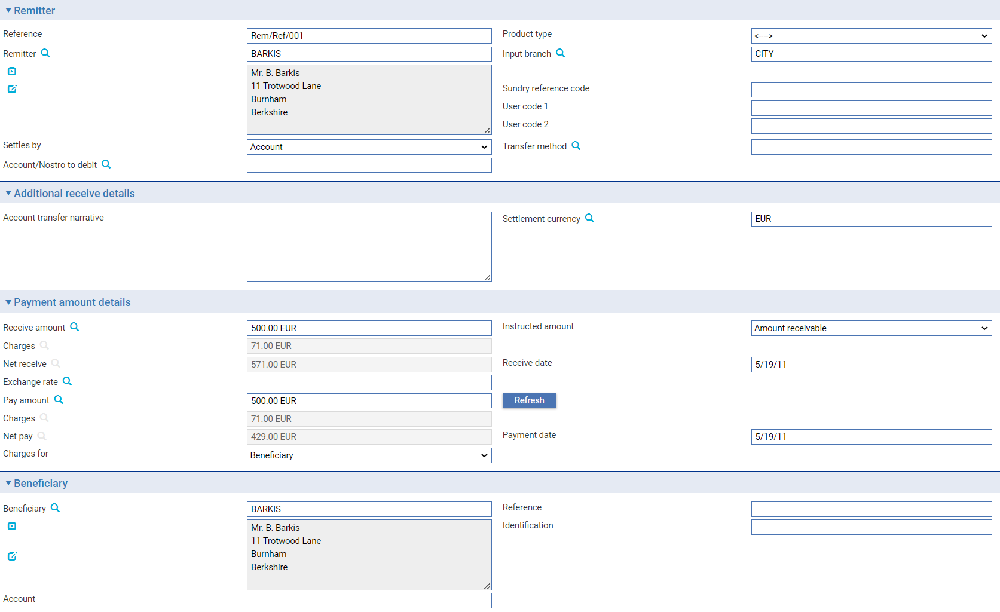 Remitter
Reference Rem/Ref/001 Product type <---->
Remitter BARKIS Input branch CITY
Mr. B. Barkis
11 Trotwood Lane
Burnham
Berkshire
Sundry reference code
User code 1
User code 2
Settles by Account Transfer method
Account/Nostro to debit
Additional receive details
Account transfer narrative Settlement currency EUR
Payment amount details
Receive amount 500.00 EUR Instructed amount Amount receivable
Charges 71.00 EUR
Net receive 571.00 EUR Receive date 5/19/11
Exchange rate
Pay amount 500.00 EUR Refresh
Charges 71.00 EUR
Net pay 429.00 EUR Payment date 5/19/11
Charges for Beneficiary
Beneficiary
Beneficiary BARKIS Reference
Mr. B. Barkis Identification
11 Trotwood Lane
Burnham
Berkshire
Account